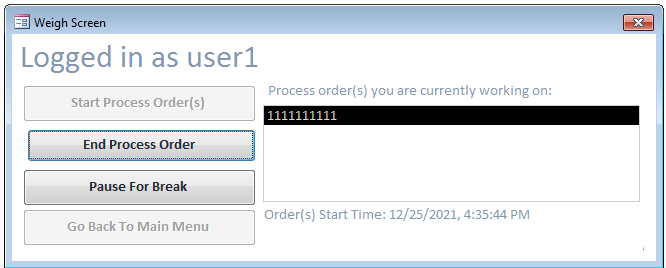 Weigh Screen
Logged in as user1
Start Process Order(s)
Process order(s) you are currently working on:
1111111111
End Process Order
Pause For Break
Go Back To Main Menu
Order(s) Start Time: 12/25/2021, 4:35:44 PM